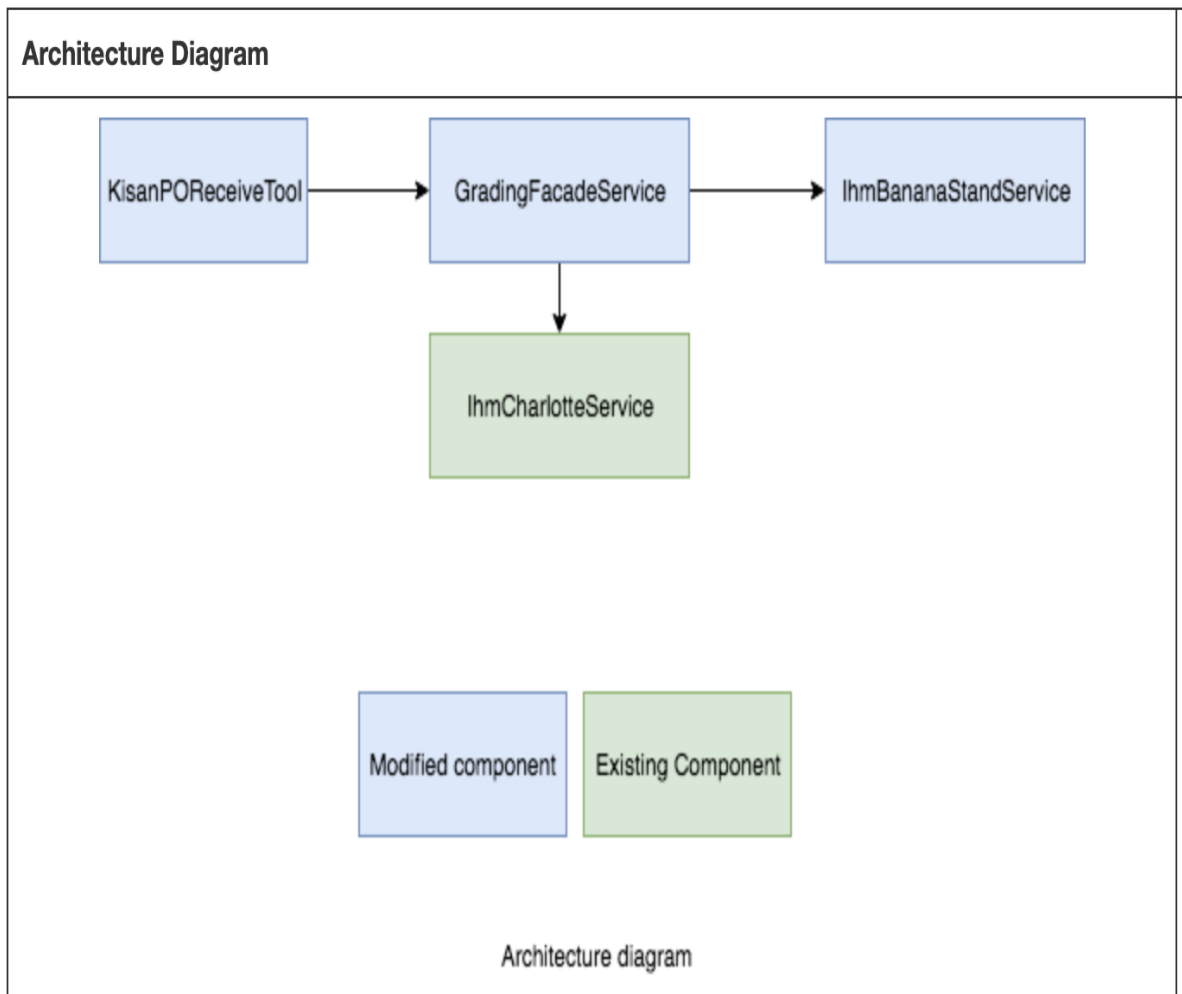 Architecture Diagram
KisanPOReceiveTool
GradingFacadeService
IhmBananaStandService
IhmCharlotteService
Modified component
Existing Component
Architecture diagram